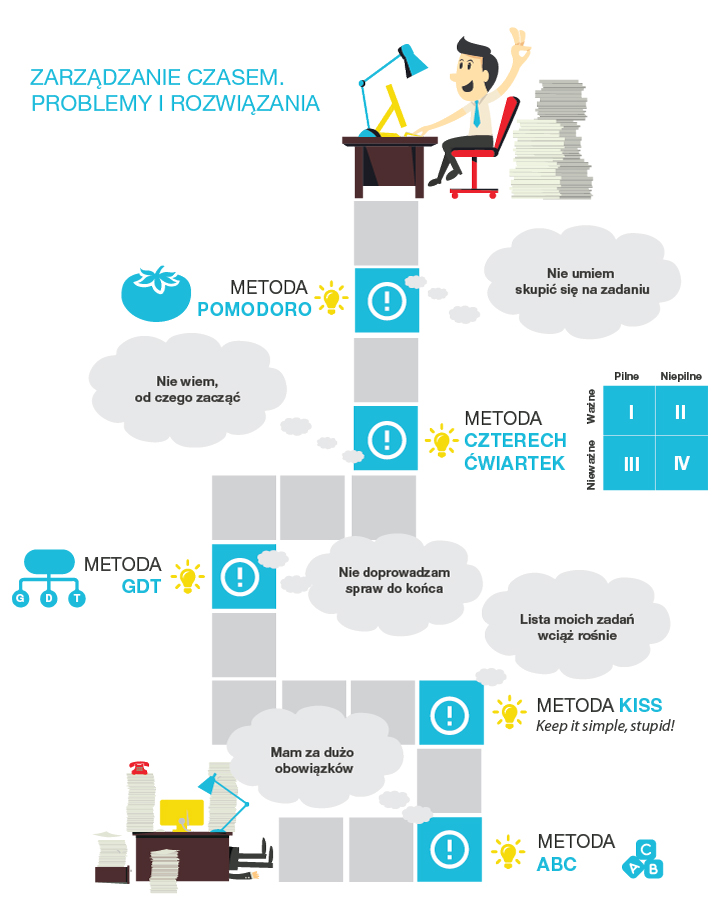 ZARZĄDZANIE CZASEM.
PROBLEMY I ROZWIĄZANIA
Nie umiem
skupić się na zadaniu
METODA
POMODORO
Nie wiem,
od czego zacząć
METODA
CZTERECH
ĆWIARTEK
Pilne Niepilne
Ważne
I II
Nieważne
III IV
Nie doprowadzam
spraw do końca
METODA
GDT
G D T
Lista moich zadań
wciąż rośnie
METODA KISS
Keep it simple, stupid!
Mam za dużo
obowiązków
METODA
ABC
C
A B